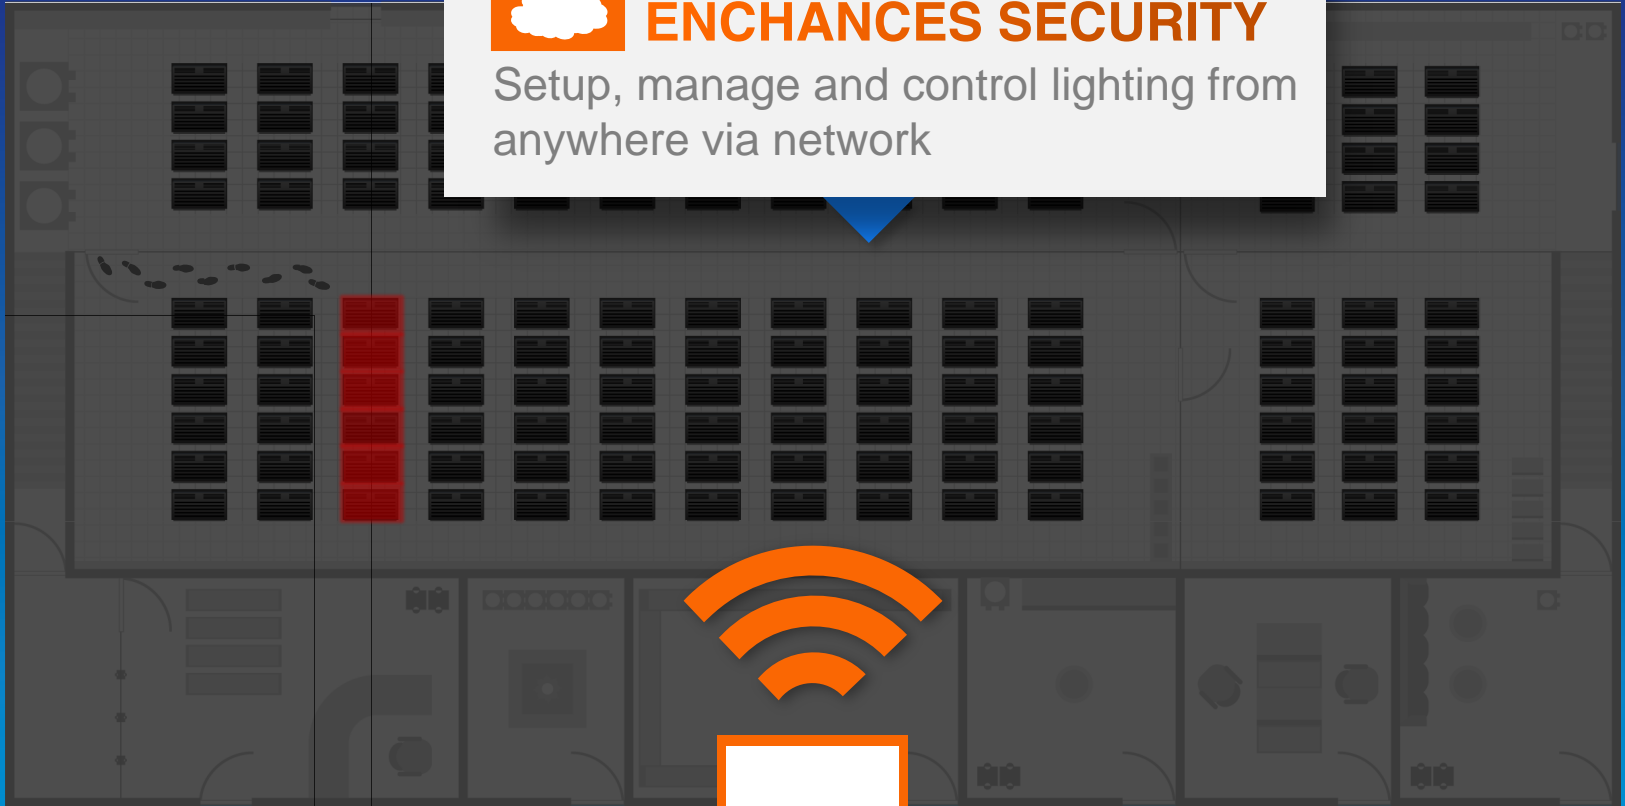 ENCHANCES SECURITY
Setup, manage and control lighting from
anywhere via network